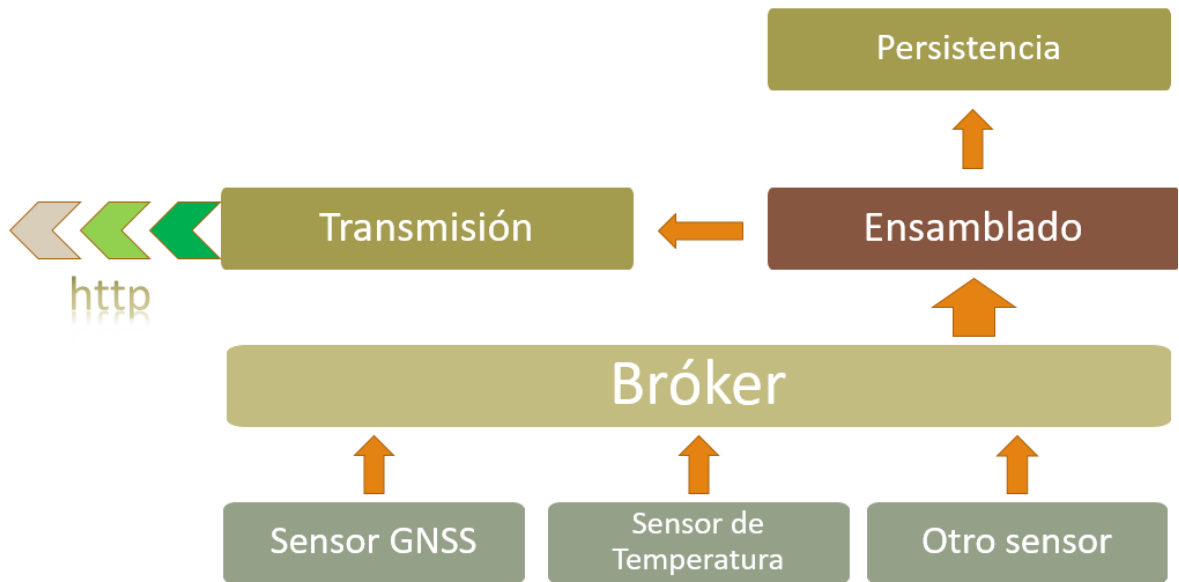 Persistencia
Transmisión
Ensamblado
http
Bróker
Sensor GNSS
Sensor de
Temperatura
Otro sensor